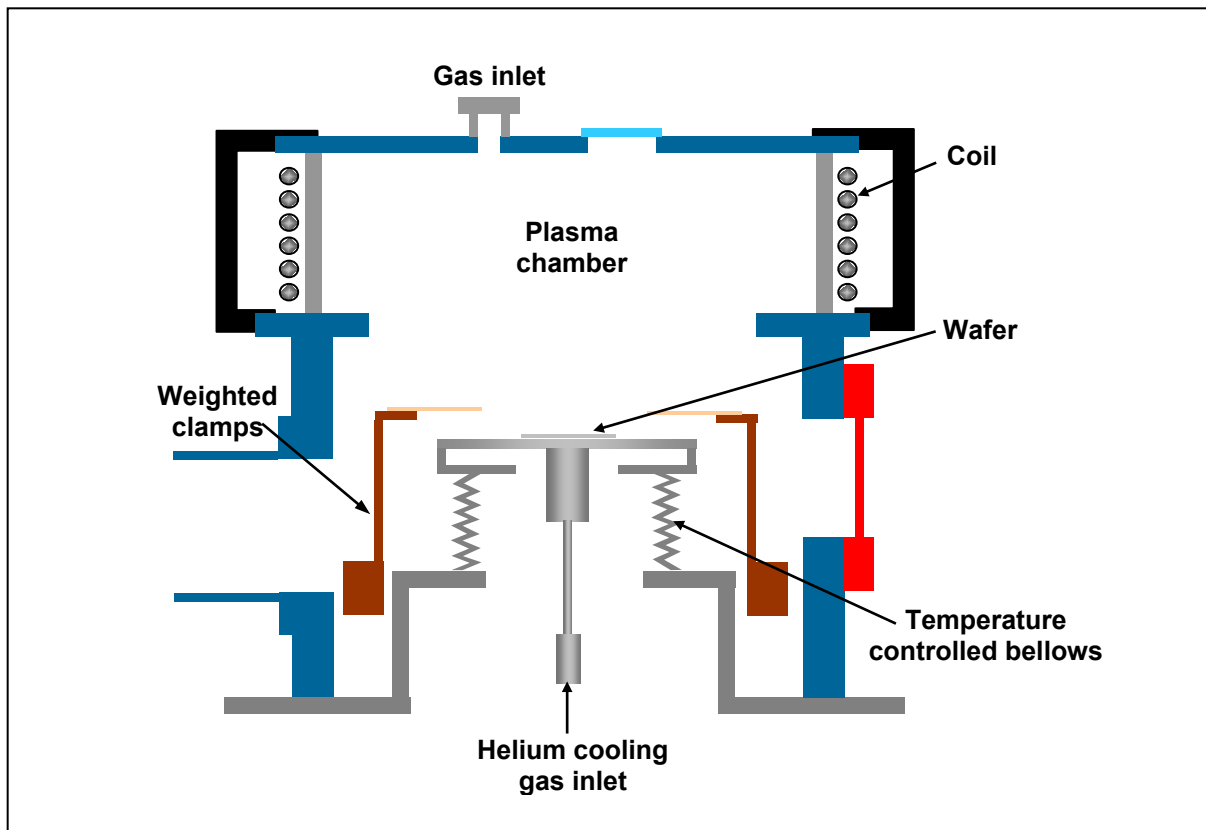 Gas inlet
Coil
Plasma
chamber
Wafer
Weighted
clamps
Temperature
controlled bellows
Helium cooling
gas inlet